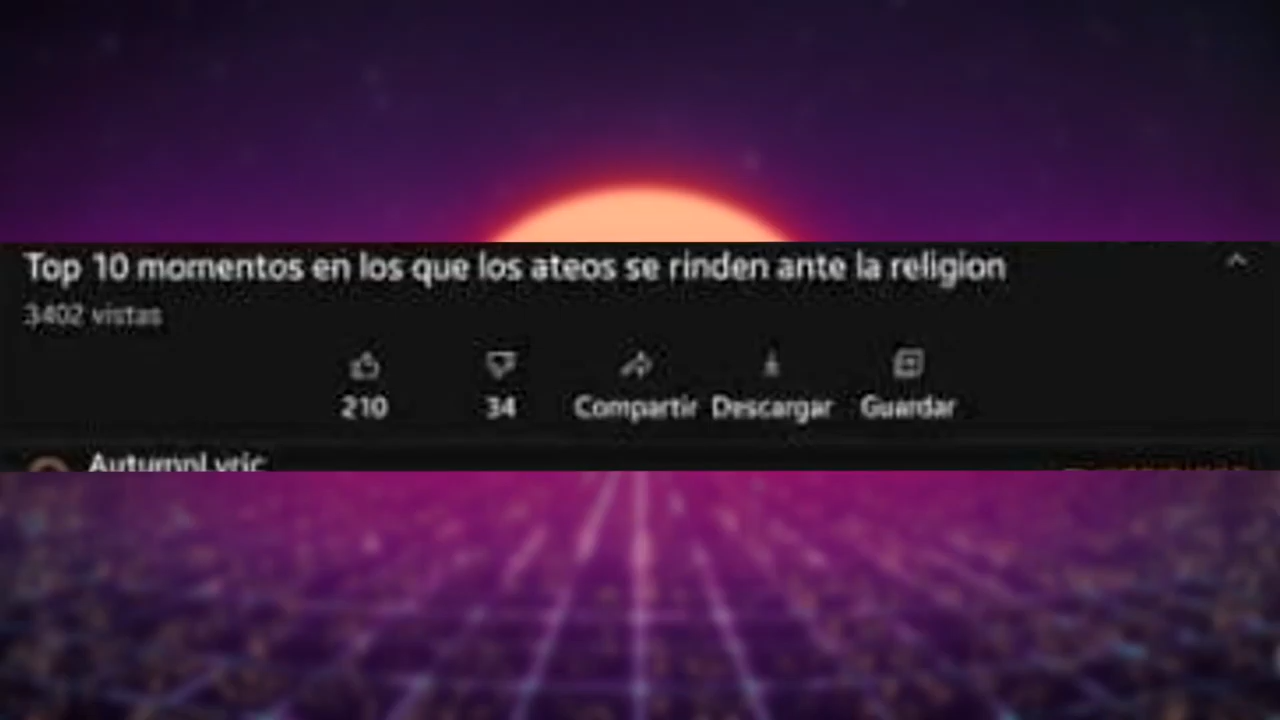 Top 10 momentos en los que los ateos se rinden ante la religion
3402 vistas
210 34 Compartir Descargar Guardar
AutumnLyric